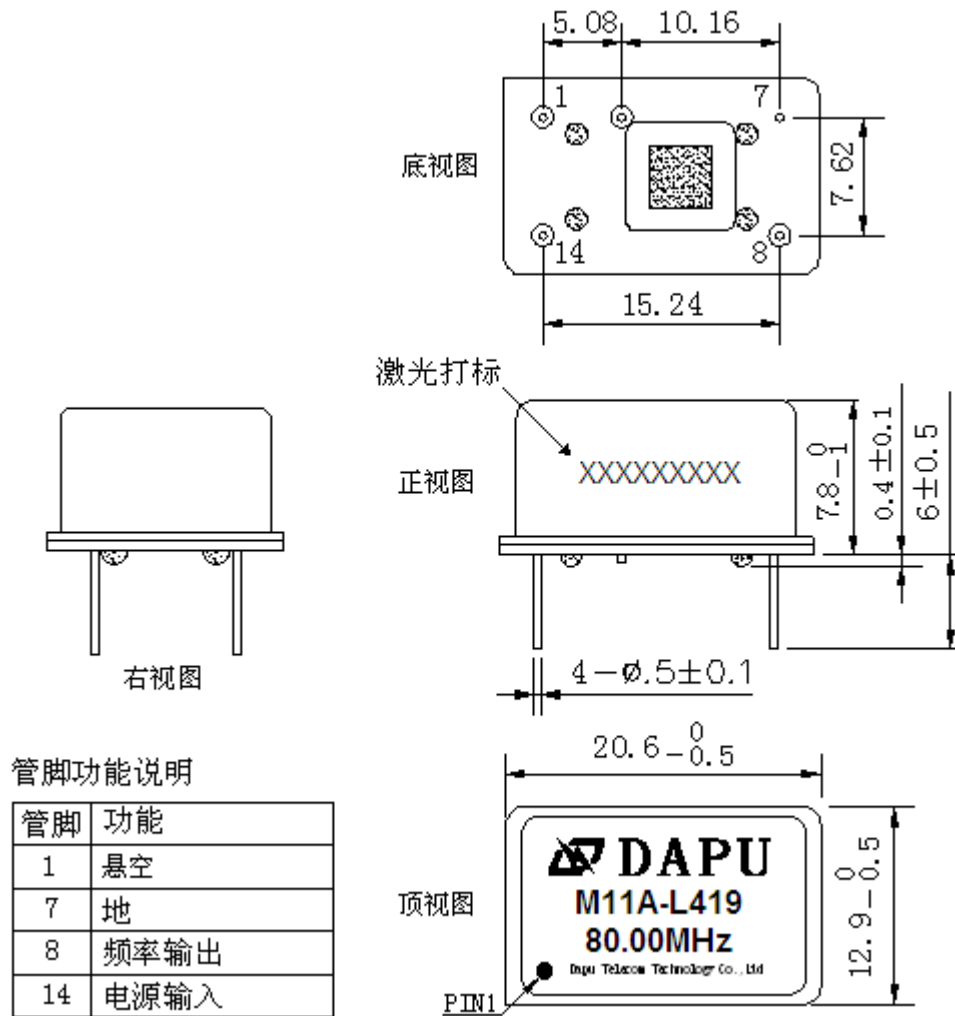 5.08
10.16
1
7
底视图
7.62
14
8
15.24
激光打标
正视图
XXXXXXXXX
7.8 0 -1
0.4±0.1
6±0.5
右视图
4-Ø.5±0.1
20.6 0 -0.5
管脚功能说明
管脚 功能
1 悬空
7 地
8 频率输出
14 电源输入
顶视图
DAPU
M11A-L419
80.00MHz
Dapu Telecom Technology Co.,Ltd
PIN1
12.9 0 -0.5